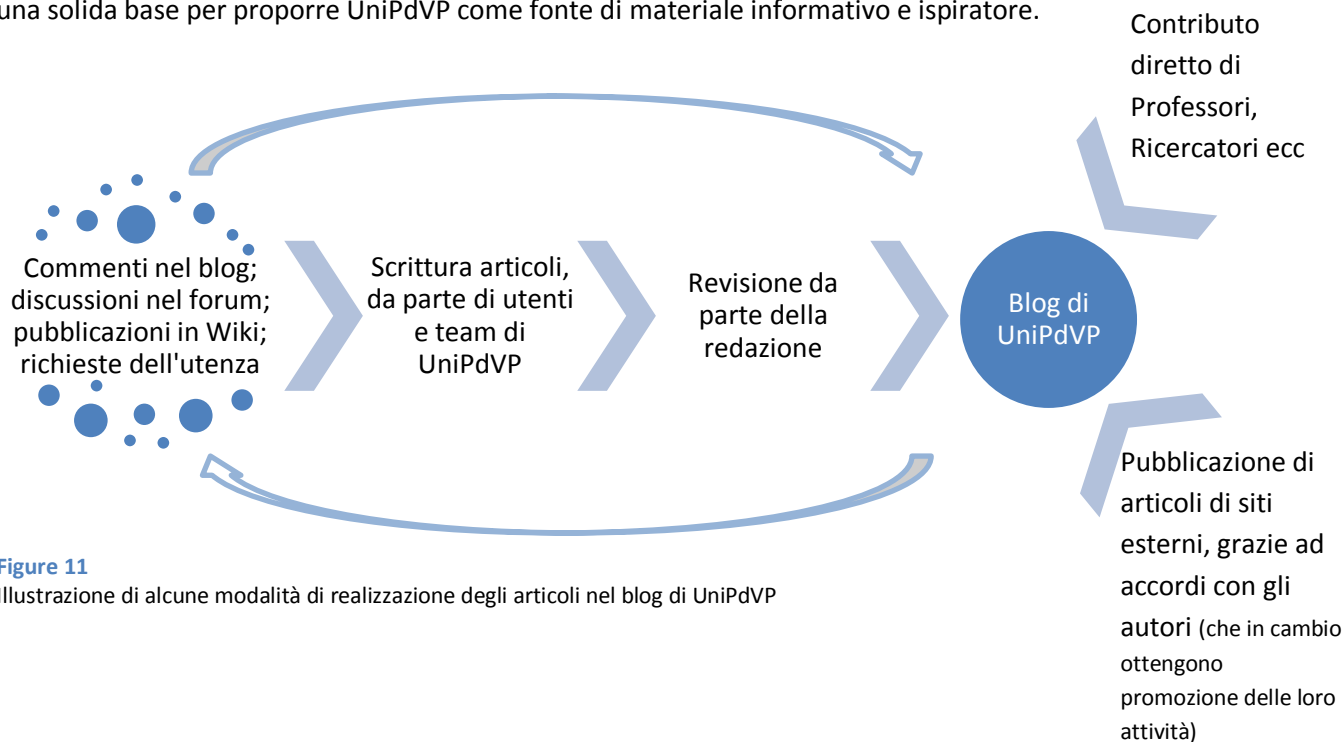 una solida base per proporre UniPdVP come fonte di materiale informativo e ispiratore.
Contributo
diretto di
Professori,
Ricercatori ecc
Commenti nel blog;
discussioni nel forum;
pubblicazioni in Wiki;
richieste dell'utenza
Scrittura articoli,
da parte di utenti
e team di
UniPdVP
Revisione da
parte della
redazione
Blog di
UniPdVP
Pubblicazione di
articoli di siti
esterni, grazie ad
accordi con gli
autori (che in cambio
ottengono
promozione delle loro
attività)
Figure 11
Illustrazione di alcune modalità di realizzazione degli articoli nel blog di UniPdVP